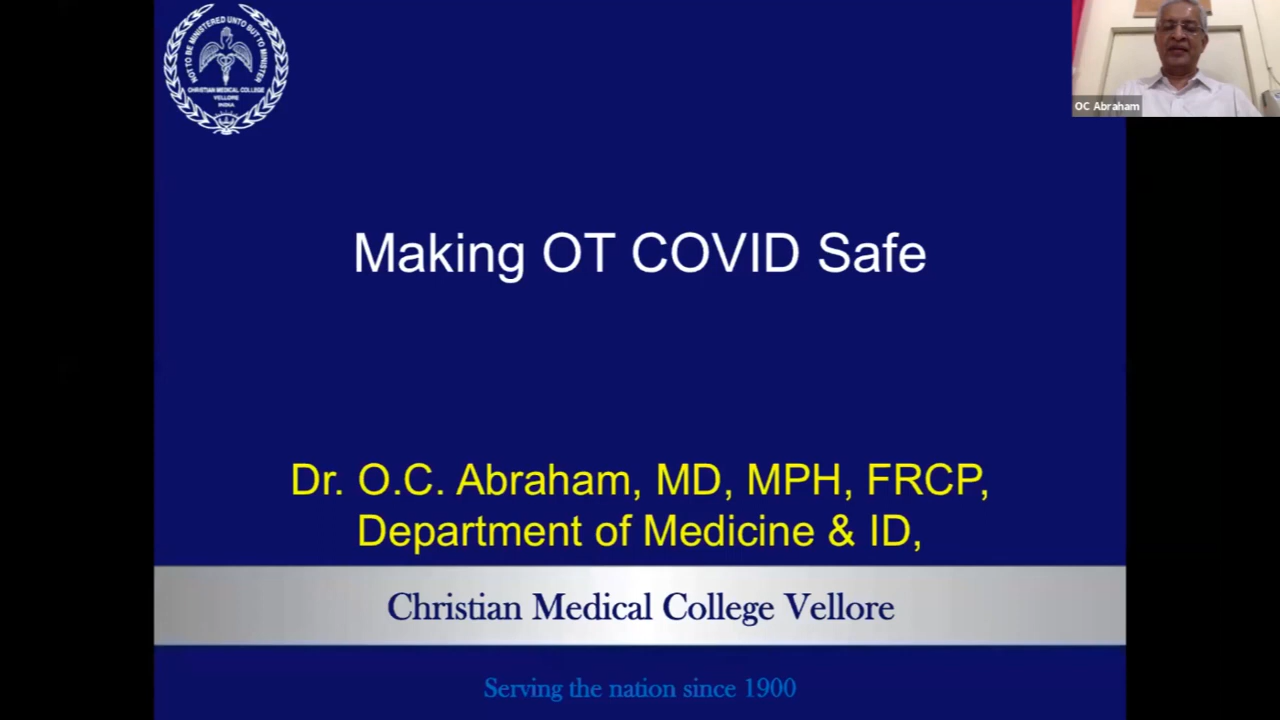 NOT TO BE MINISTERED UNTO BUT TO MINISTER
CHRISTIAN MEDICAL COLLEGE
VELLORE
INDIA
OC Abraham
Making OT COVID Safe
Dr. O.C. Abraham, MD, MPH, FRCP,
Department of Medicine & ID,
Christian Medical College Vellore
Serving the nation since 1900